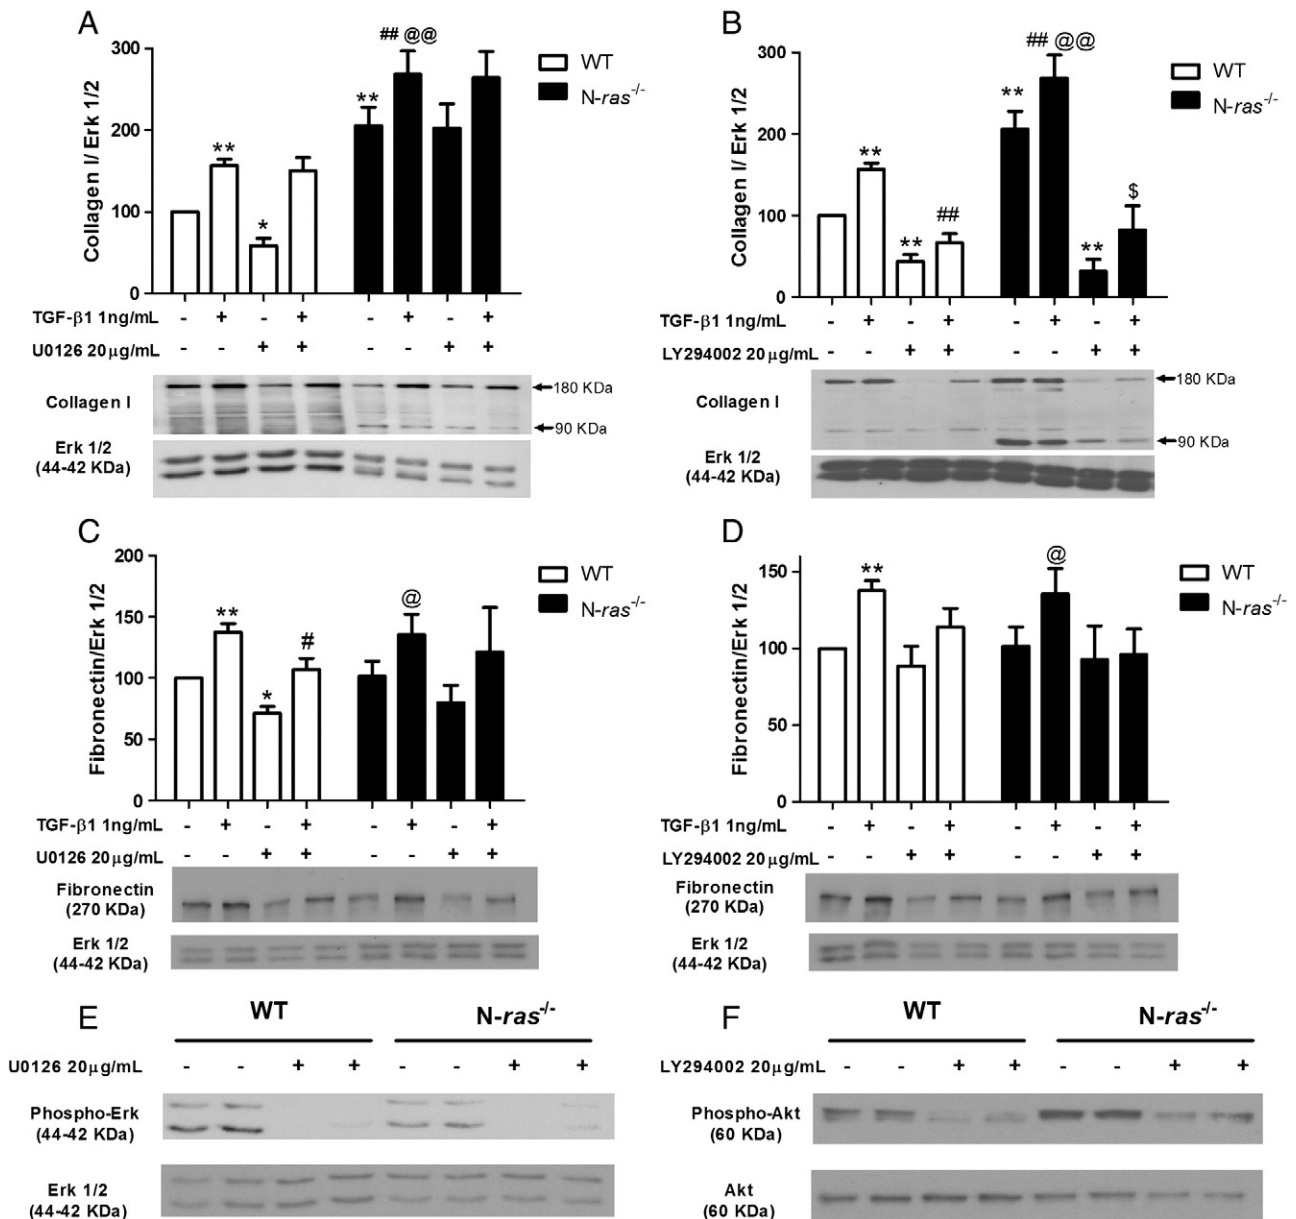 A
300
200
100
0
Collagen I/ Erk 1/2
** * ** ## @@
WT
N-ras-/-
TGF-β1 1ng/mL - + - + - + - +
U0126 20μg/mL - - + + - - + +
Collagen I
180 KDa
90 KDa
Erk 1/2
(44-42 KDa)
B
300
200
100
0
Collagen I/ Erk 1/2
** ** ## ** ## @@ ** $
WT
N-ras-/-
TGF-β1 1ng/mL - + - + - + - +
LY294002 20μg/mL - - + + - - + +
Collagen I
180 KDa
90 KDa
Erk 1/2
(44-42 KDa)
C
200
150
100
50
0
Fibronectin/Erk 1/2
** * # @
WT
N-ras-/-
TGF-β1 1ng/mL - + - + - + - +
U0126 20μg/mL - - + + - - + +
Fibronectin
(270 KDa)
Erk 1/2
(44-42 KDa)
D
150
100
50
0
Fibronectin/Erk 1/2
** @
WT
N-ras-/-
TGF-β1 1ng/mL - + - + - + - +
LY294002 20μg/mL - - + + - - + +
Fibronectin
(270 KDa)
Erk 1/2
(44-42 KDa)
E
WT N-ras-/-
U0126 20μg/mL - - + + - - + +
Phospho-Erk
(44-42 KDa)
Erk 1/2
(44-42 KDa)
F
WT N-ras-/-
LY294002 20μg/mL - - + + - - + +
Phospho-Akt
(60 KDa)
Akt
(60 KDa)